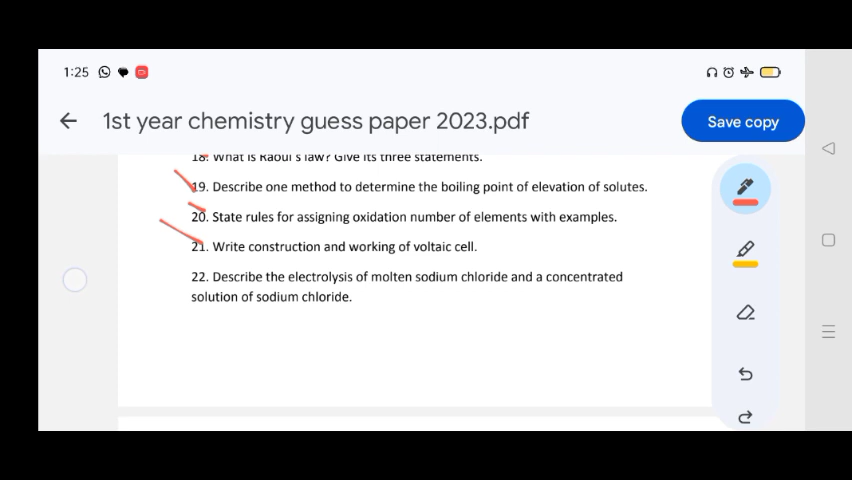 1:25
1st year chemistry guess paper 2023.pdf
Save copy
18. What is Raoul's law? Give its three statements.
19. Describe one method to determine the boiling point of elevation of solutes.
20. State rules for assigning oxidation number of elements with examples.
21. Write construction and working of voltaic cell.
22. Describe the electrolysis of molten sodium chloride and a concentrated
solution of sodium chloride.